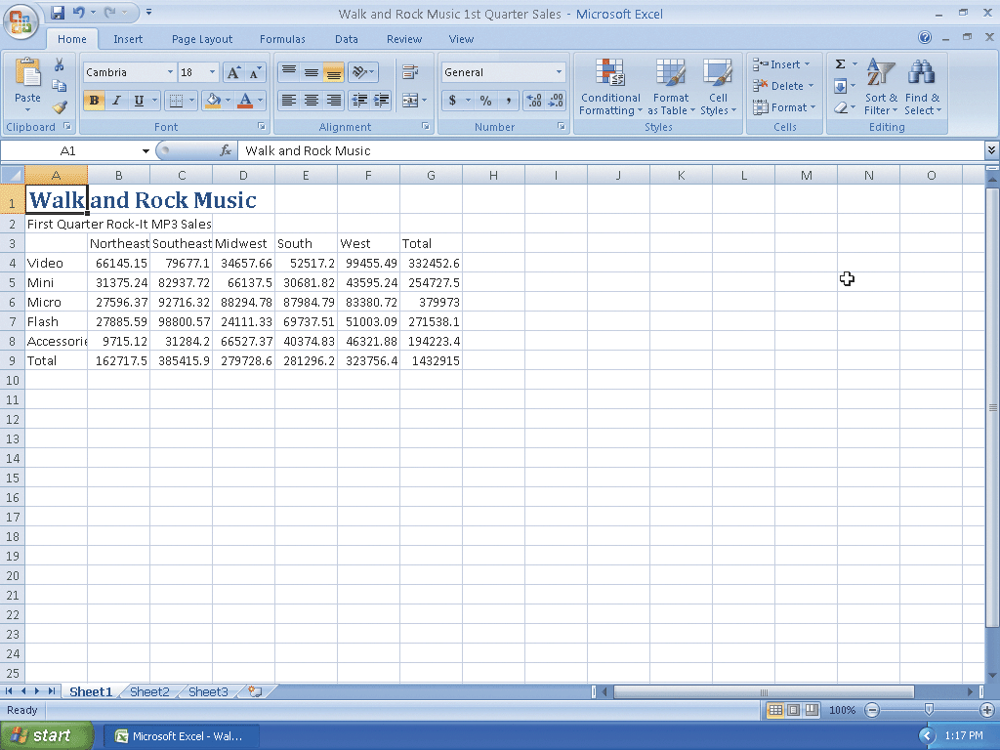 Walk and Rock Music 1st Quarter Sales - Microsoft Excel
Home Insert Page Layout Formulas Data Review View
Paste
Clipboard
Cambria 18
B I U
A A
A
Font
Alignment
General
$ % , .00 .00
Number
Conditional Formatting
Format as Table
Cell Styles
Styles
Insert
Delete
Format
Cells
Σ
Sort & Filter
Find & Select
Editing
A1 fx Walk and Rock Music
A B C D E F G H I J K L M N O
1 Walk and Rock Music
2 First Quarter Rock-It MP3 Sales
3 Northeast Southeast Midwest South West Total
4 Video 66145.15 79677.1 34657.66 52517.2 99455.49 332452.6
5 Mini 31375.24 82937.72 66137.5 30681.82 43595.24 254727.5
6 Micro 27596.37 92716.32 88294.78 87984.79 83380.72 379973
7 Flash 27885.59 98800.57 24111.33 69737.51 51003.09 271538.1
8 Accessorie 9715.12 31284.2 66527.37 40374.83 46321.88 194223.4
9 Total 162717.5 385415.9 279728.6 281296.2 323756.4 1432915
10
11
12
13
14
15
16
17
18
19
20
21
22
23
24
25
Sheet1 Sheet2 Sheet3
Ready 100%
start Microsoft Excel - Wal... 1:17 PM